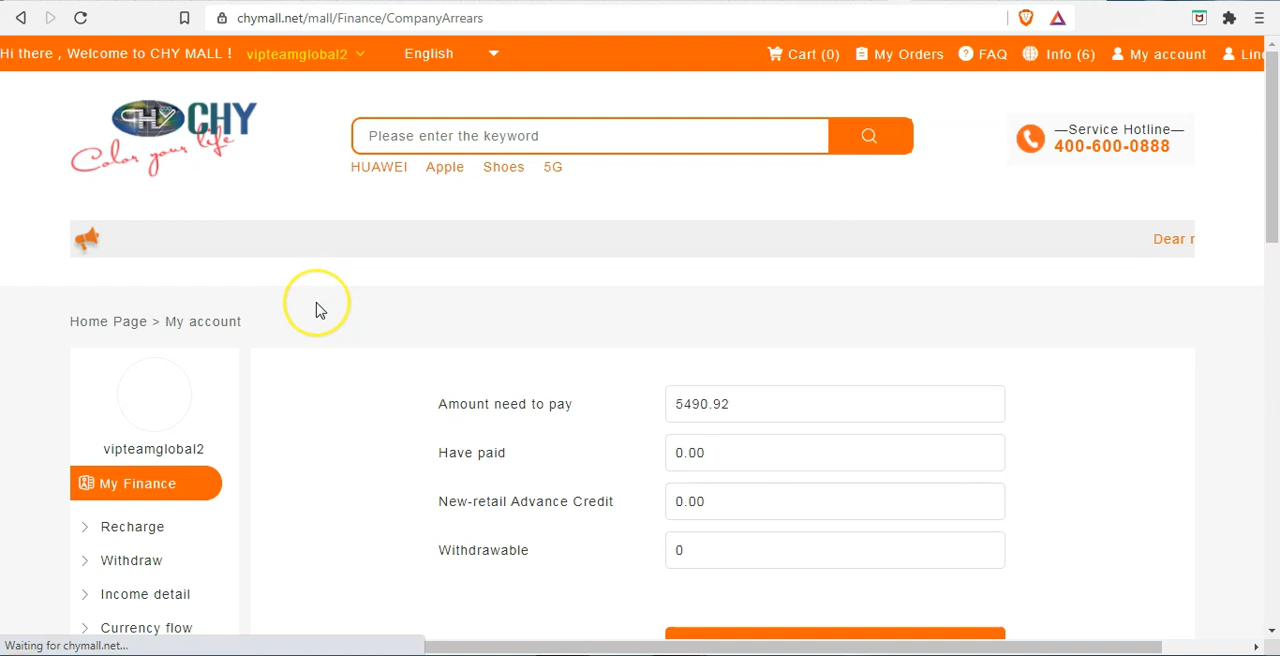 chymall.net/mall/Finance/CompanyArrears
Hi there , Welcome to CHY MALL ! vipteamglobal2 English Cart (0) My Orders FAQ Info (6) My account Lin
CHY CHY
Color your life
Please enter the keyword
HUAWEI Apple Shoes 5G
—Service Hotline—
400-600-0888
Dear r
Home Page > My account
vipteamglobal2
My Finance
Recharge
Withdraw
Income detail
Currency flow
Amount need to pay 5490.92
Have paid 0.00
New-retail Advance Credit 0.00
Withdrawable 0
Waiting for chymall.net...